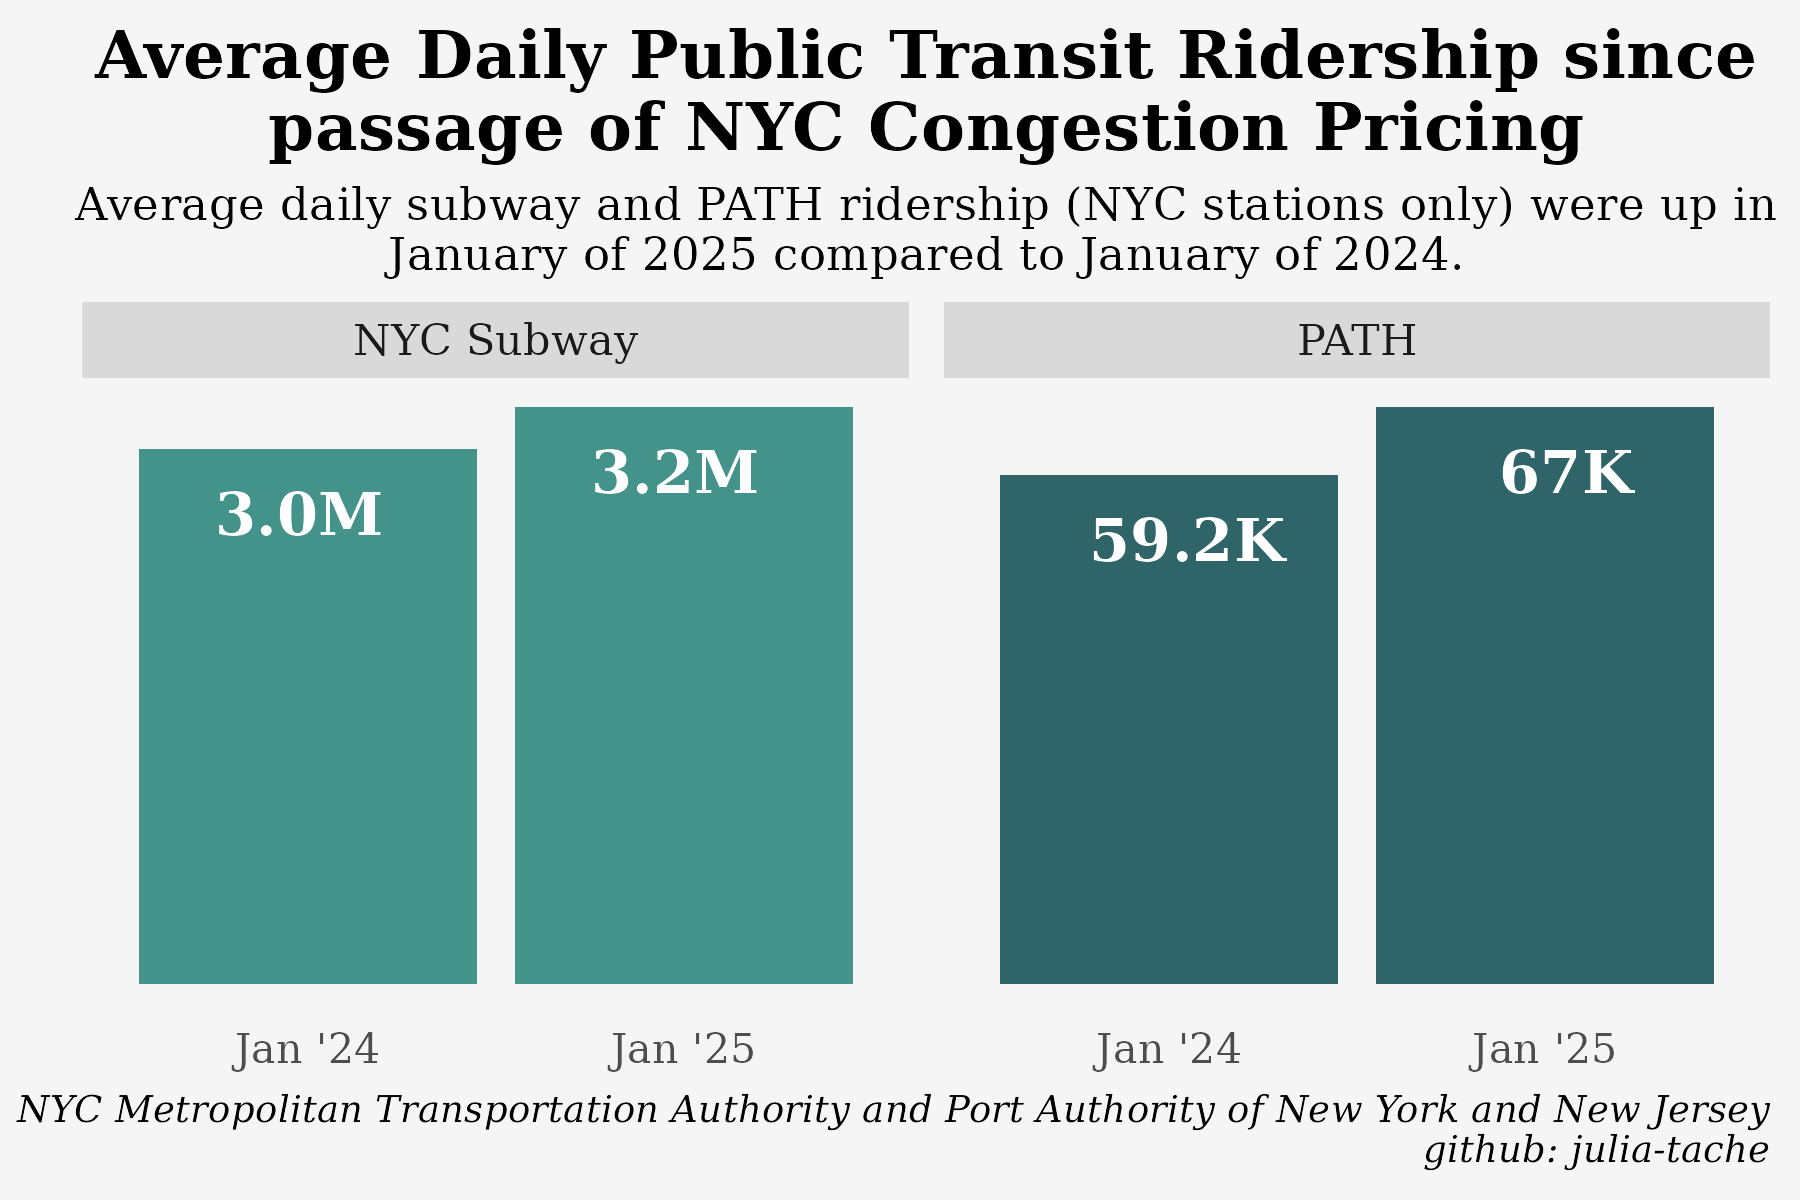 Average Daily Public Transit Ridership since
passage of NYC Congestion Pricing
Average daily subway and PATH ridership (NYC stations only) were up in
January of 2025 compared to January of 2024.
NYC Subway
PATH
3.0M
3.2M
59.2K
67K
Jan '24
Jan '25
Jan '24
Jan '25
NYC Metropolitan Transportation Authority and Port Authority of New York and New Jersey
github: julia-tache